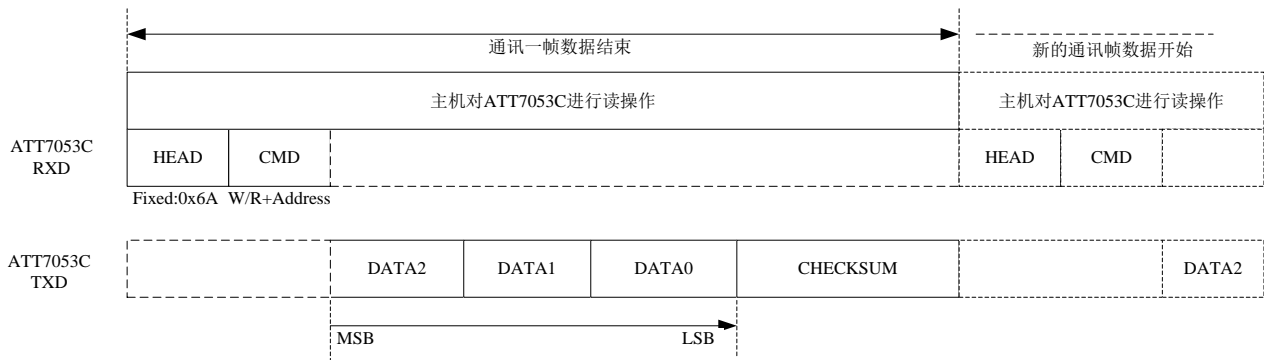 通讯一帧数据结束
新的通讯帧数据开始
主机对ATT7053C进行读操作
主机对ATT7053C进行读操作
ATT7053C
RXD
HEAD
CMD
HEAD
CMD
Fixed:0x6A
W/R+Address
ATT7053C
TXD
DATA2
DATA1
DATA0
CHECKSUM
DATA2
MSB
LSB